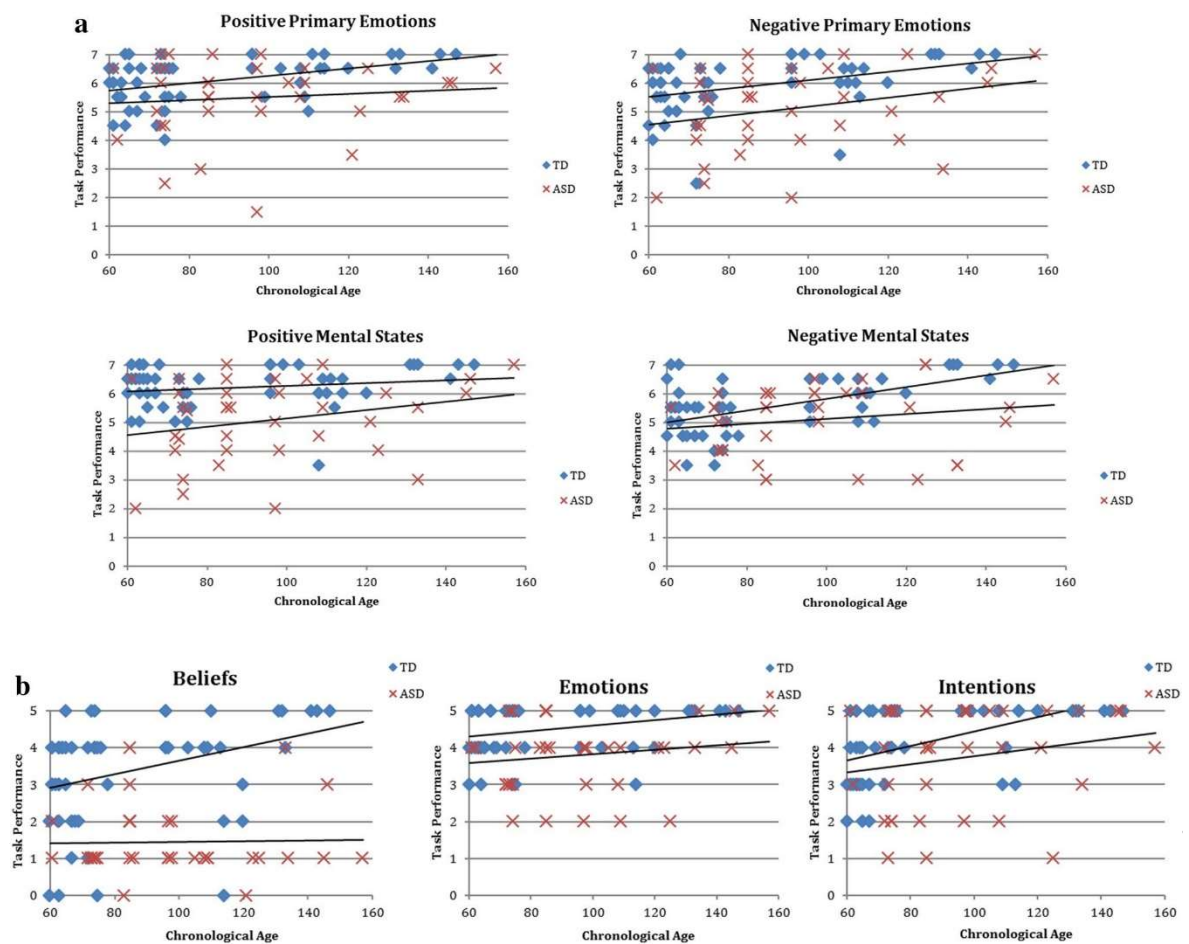 a
Positive Primary Emotions
Task Performance
7
6
5
4
3
2
1
0
60 80 100 120 140 160
Chronological Age
TD
ASD
Negative Primary Emotions
Task Performance
7
6
5
4
3
2
1
0
60 80 100 120 140 160
Chronological Age
TD
ASD
Positive Mental States
Task Performance
7
6
5
4
3
2
1
0
60 80 100 120 140 160
Chronological Age
TD
ASD
Negative Mental States
Task Performance
7
6
5
4
3
2
1
0
60 80 100 120 140 160
Chronological Age
TD
ASD
b
Beliefs
TD
ASD
Task Performance
5
4
3
2
1
0
60 80 100 120 140 160
Chronological Age
Emotions
TD
ASD
Task Performance
5
4
3
2
1
0
60 80 100 120 140 160
Chronological Age
Intentions
TD
ASD
Task Performance
5
4
3
2
1
0
60 80 100 120 140 160
Chronological Age